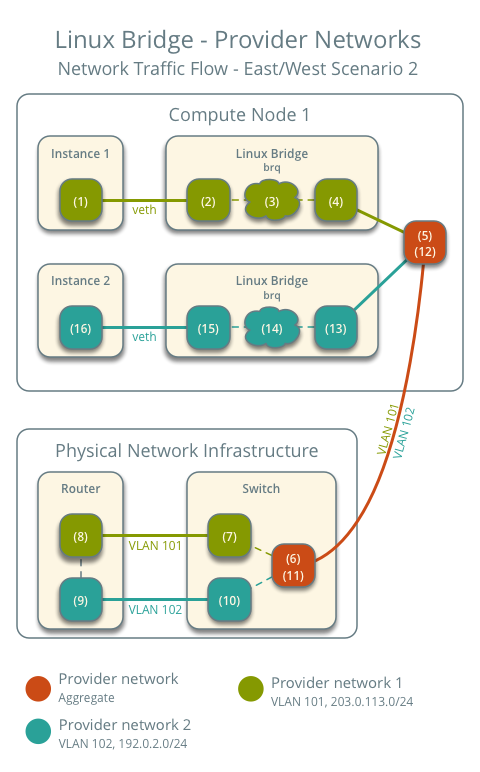 Linux Bridge - Provider Networks
Network Traffic Flow - East/West Scenario 2
Compute Node 1
Instance 1
Linux Bridge
brq
(1)
veth
(2)
(3)
(4)
(5)
(12)
Instance 2
Linux Bridge
brq
(16)
veth
(15)
(14)
(13)
VLAN 101
VLAN 102
Physical Network Infrastructure
Router
Switch
(8)
VLAN 101
(7)
(6)
(11)
(9)
VLAN 102
(10)
Provider network
Aggregate
Provider network 1
VLAN 101, 203.0.113.0/24
Provider network 2
VLAN 102, 192.0.2.0/24